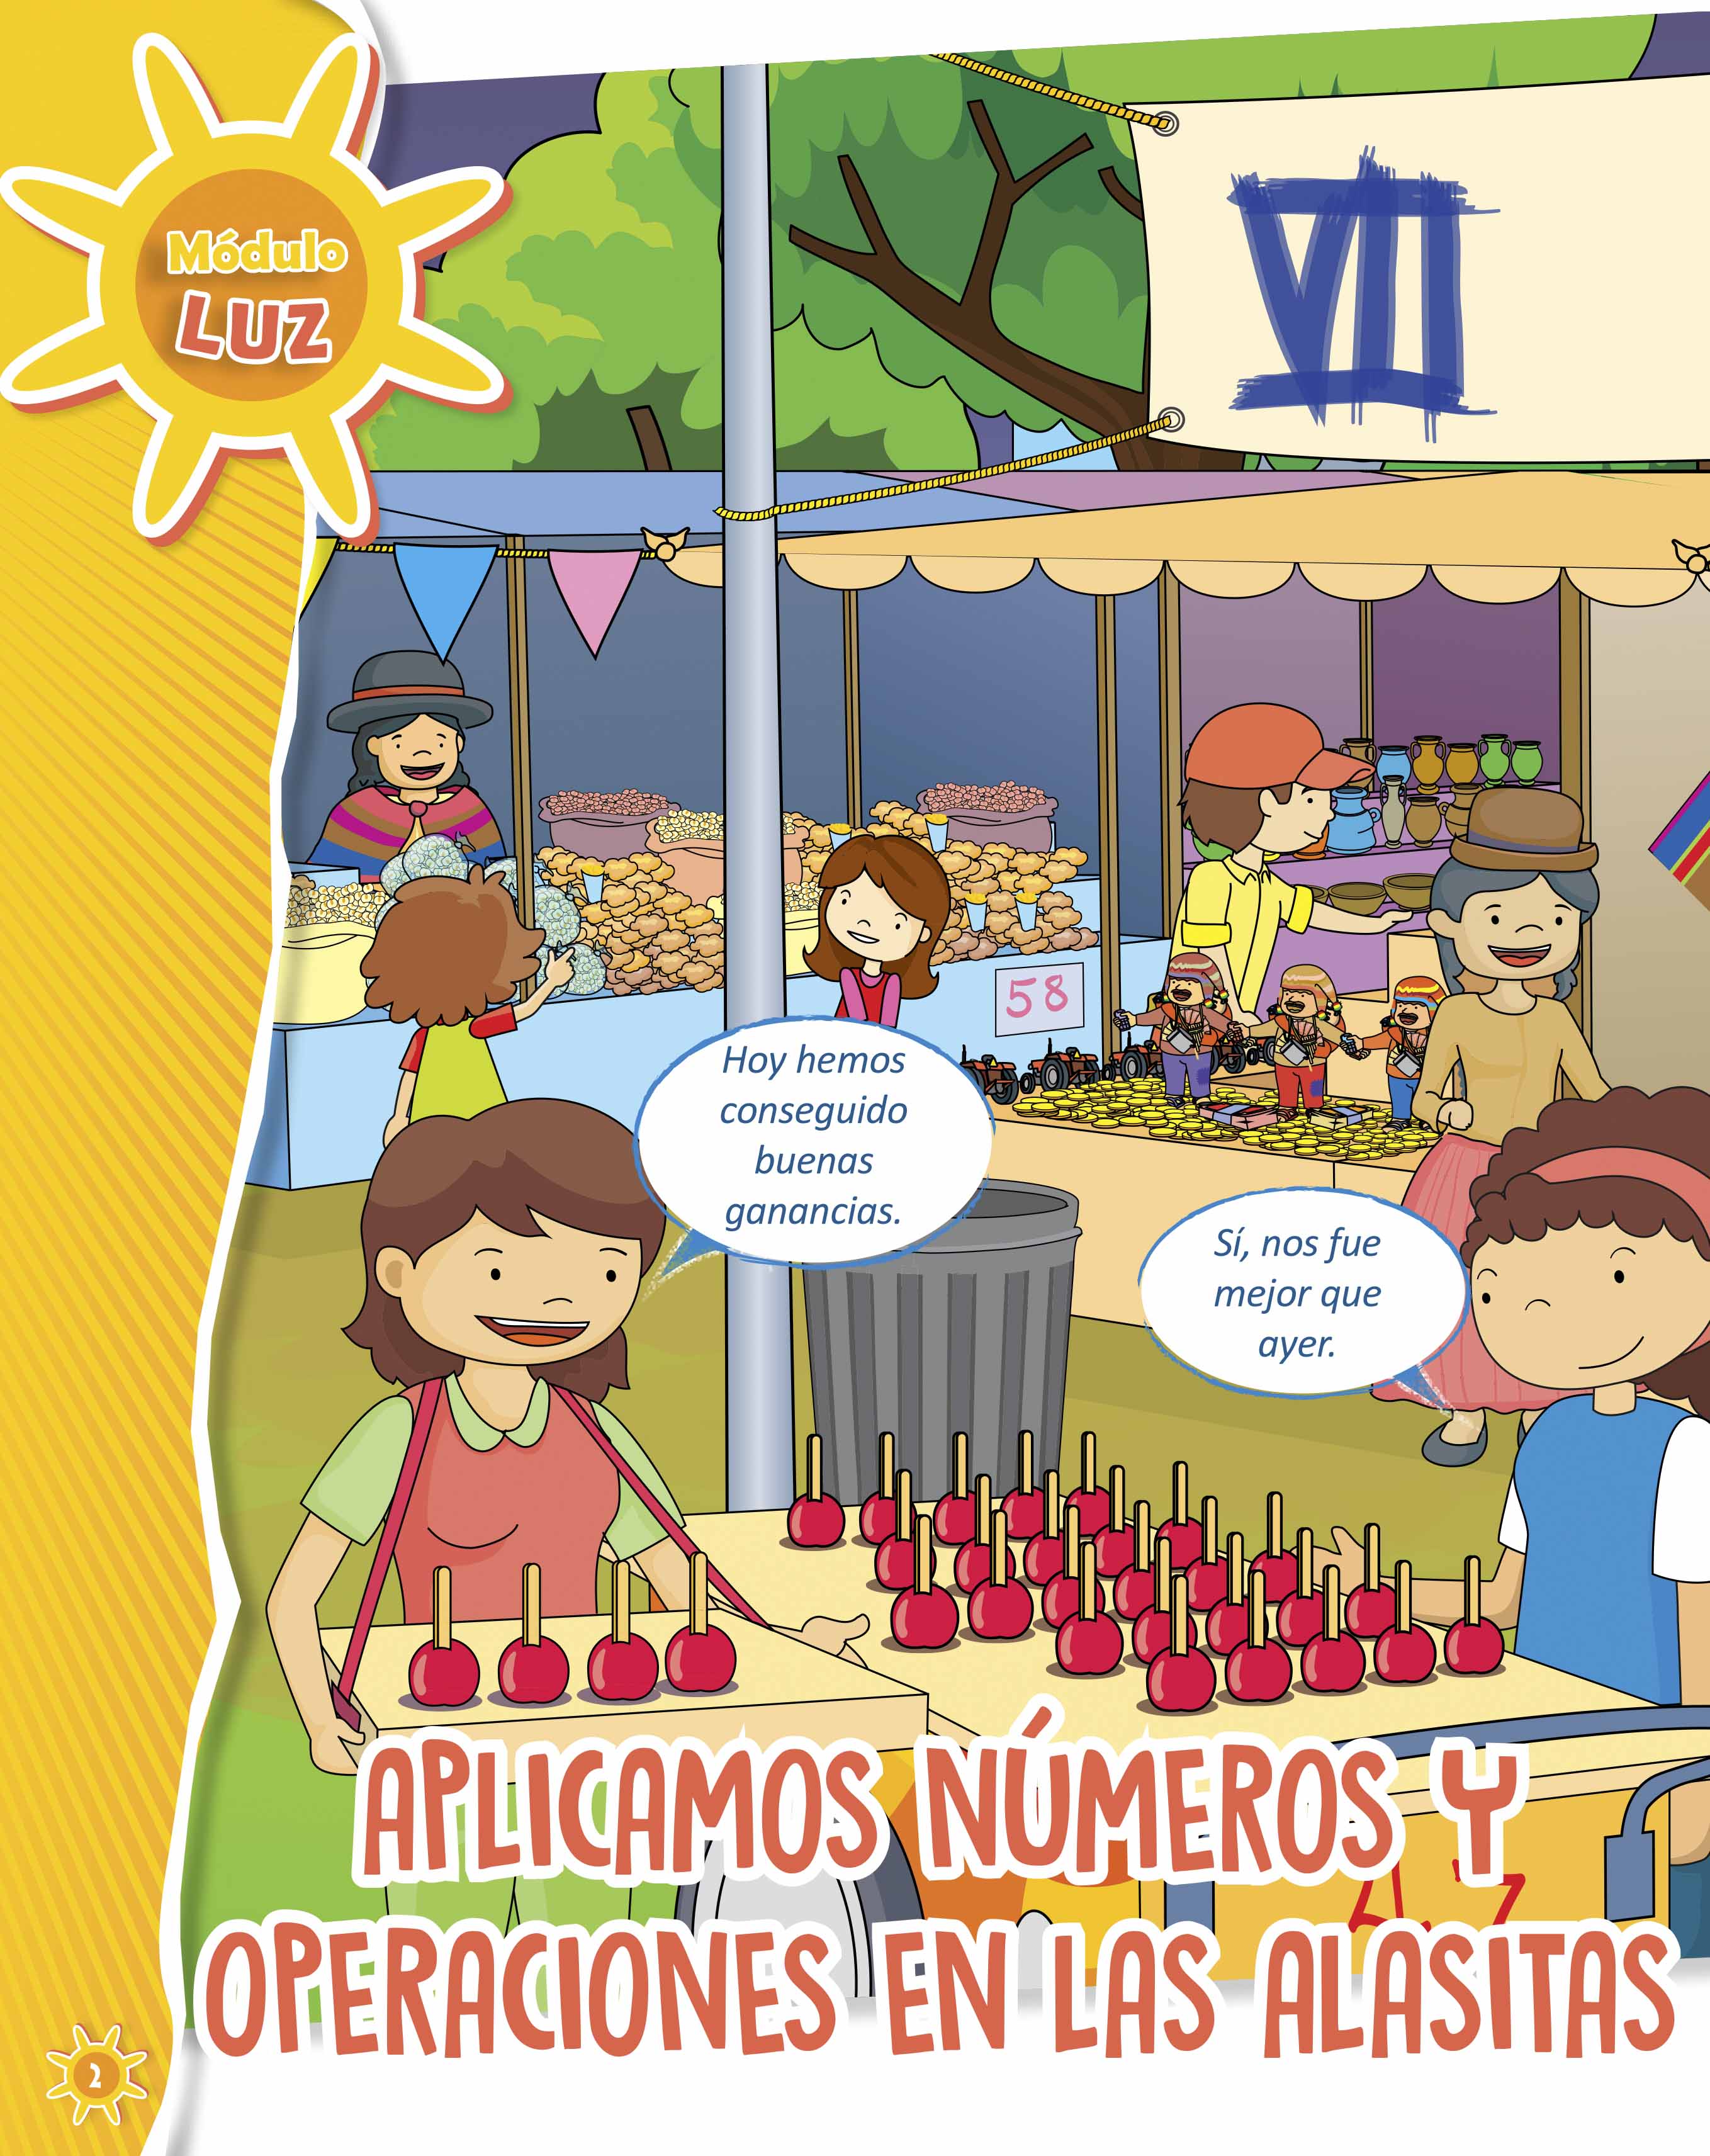 Módulo
LUZ
VII
58
Hoy hemos
conseguido
buenas
ganancias.
Sí, nos fue
mejor que
ayer.
APLICAMOS NÚMEROS Y
OPERACIONES EN LAS ALASITAS
2